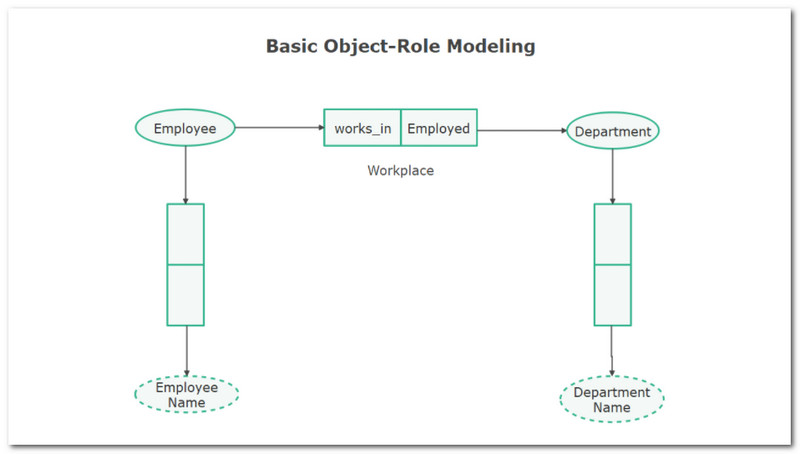 Basic Object-Role Modeling
Employee
works_in
Employed
Department
Workplace
Employee
Name
Department
Name